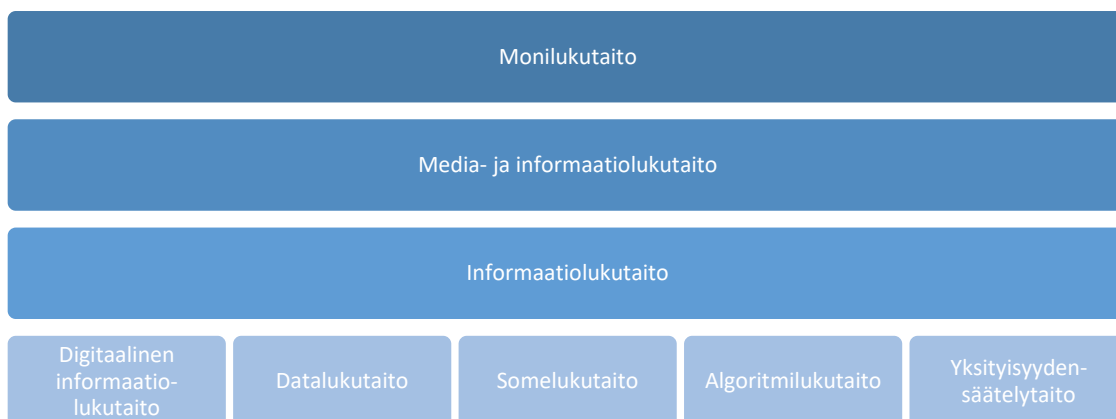 Monilukutaito
Media- ja informaatiolukutaito
Informaatiolukutaito
Digitaalinen
informaatio-
lukutaito
Datalukutaito
Somelukutaito
Algoritmilukutaito
Yksityisyyden-
säätelytaito